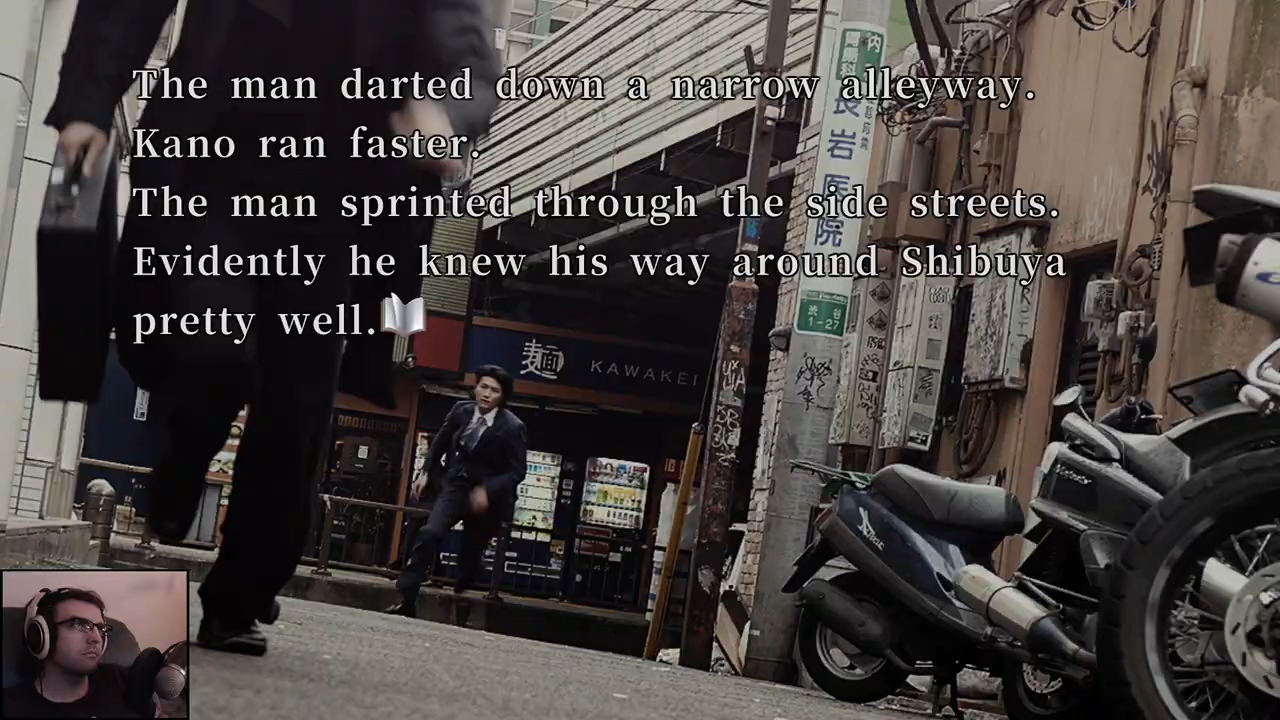 The man darted down a narrow alleyway.
Kano ran faster.
The man sprinted through the side streets.
Evidently he knew his way around Shibuya
pretty well.
内
長岩医院
麺 KAWAKEI
渋谷
1-27